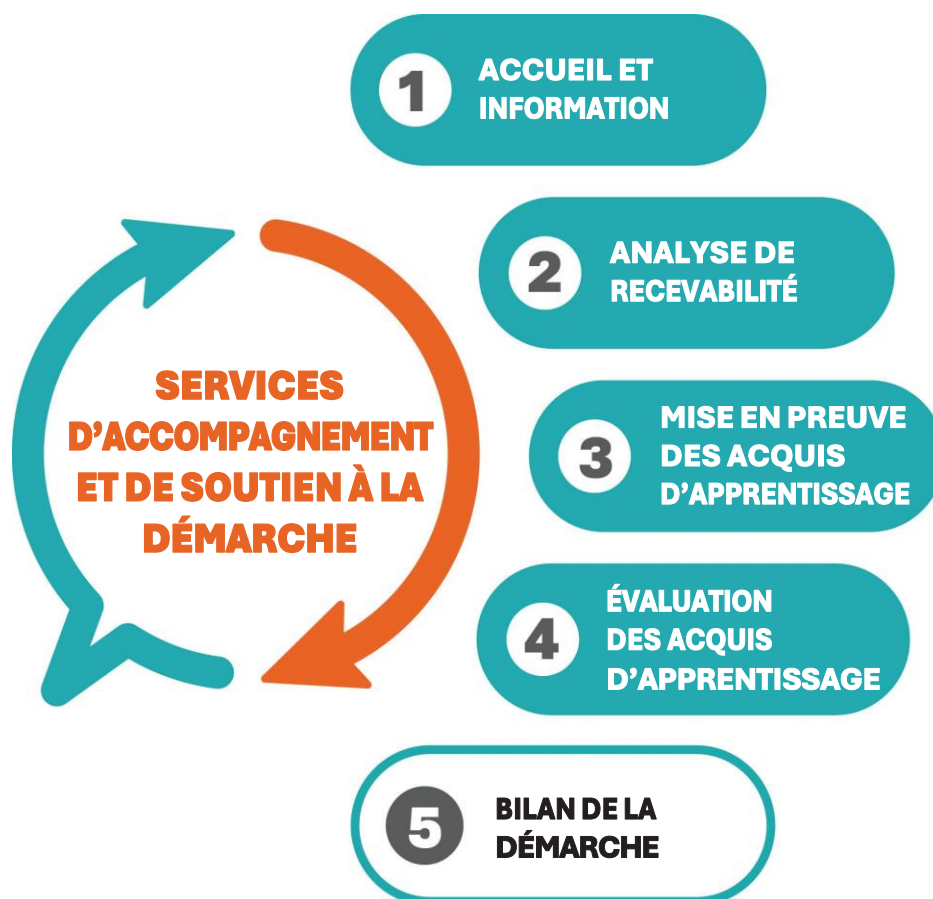 1
ACCUEIL ET
INFORMATION
2
ANALYSE DE
RECEVABILITÉ
SERVICES
D’ACCOMPAGNEMENT
ET DE SOUTIEN À LA
DÉMARCHE
3
MISE EN PREUVE
DES ACQUIS
D’APPRENTISSAGE
4
ÉVALUATION
DES ACQUIS
D’APPRENTISSAGE
5
BILAN DE LA
DÉMARCHE